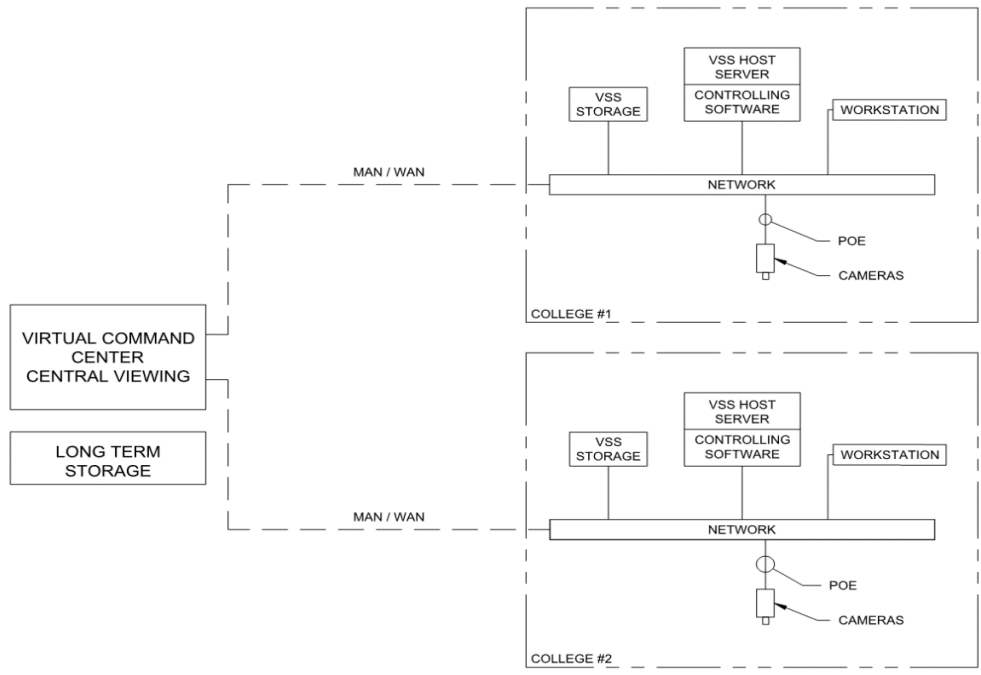 VIRTUAL COMMAND
CENTER
CENTRAL VIEWING
LONG TERM
STORAGE
MAN / WAN
VSS
STORAGE
VSS HOST
SERVER
CONTROLLING
SOFTWARE
WORKSTATION
NETWORK
POE
CAMERAS
COLLEGE #1
MAN / WAN
VSS
STORAGE
VSS HOST
SERVER
CONTROLLING
SOFTWARE
WORKSTATION
NETWORK
POE
CAMERAS
COLLEGE #2